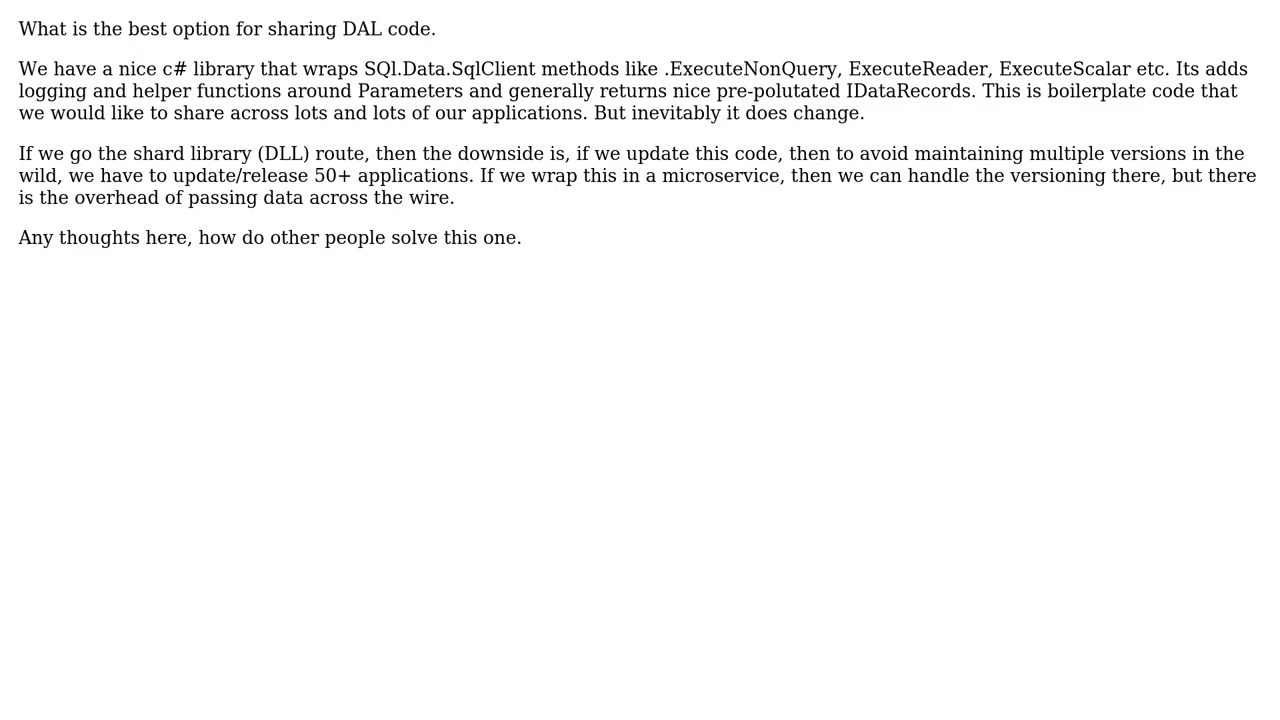 What is the best option for sharing DAL code.
We have a nice c# library that wraps SQl.Data.SqlClient methods like .ExecuteNonQuery, ExecuteReader, ExecuteScalar etc. Its adds
logging and helper functions around Parameters and generally returns nice pre-polutated IDataRecords. This is boilerplate code that
we would like to share across lots and lots of our applications. But inevitably it does change.
If we go the shard library (DLL) route, then the downside is, if we update this code, then to avoid maintaining multiple versions in the
wild, we have to update/release 50+ applications. If we wrap this in a microservice, then we can handle the versioning there, but there
is the overhead of passing data across the wire.
Any thoughts here, how do other people solve this one.